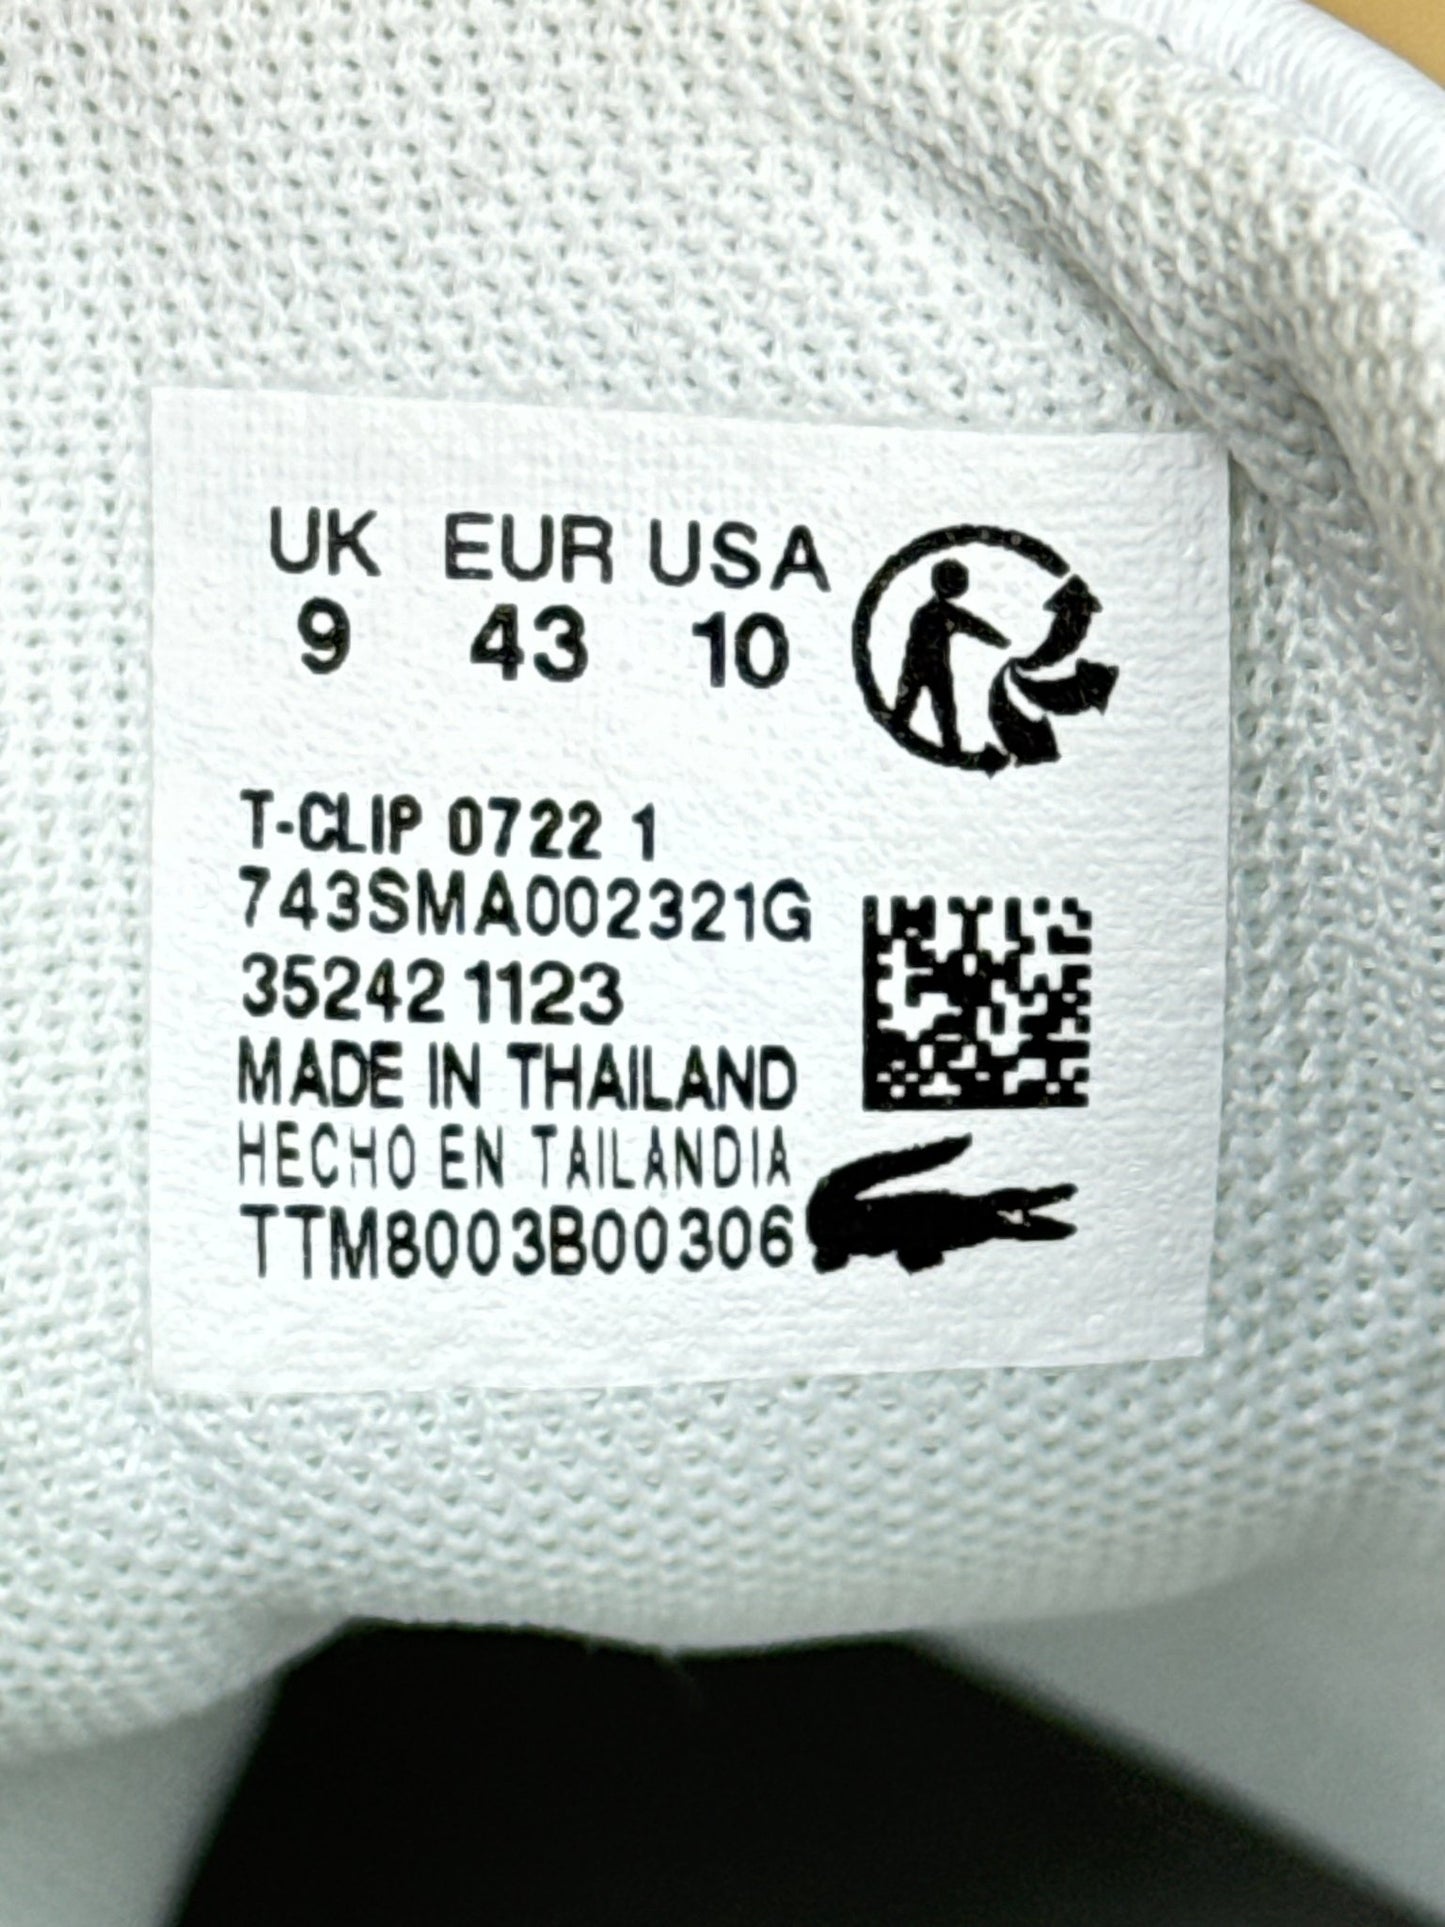 UK EUR USA
9 43 10
T-CLIP 0722 1
743SMA002321G
35242 1123
MADE IN THAILAND
HECHO EN TAILANDIA
TTM8003B00306